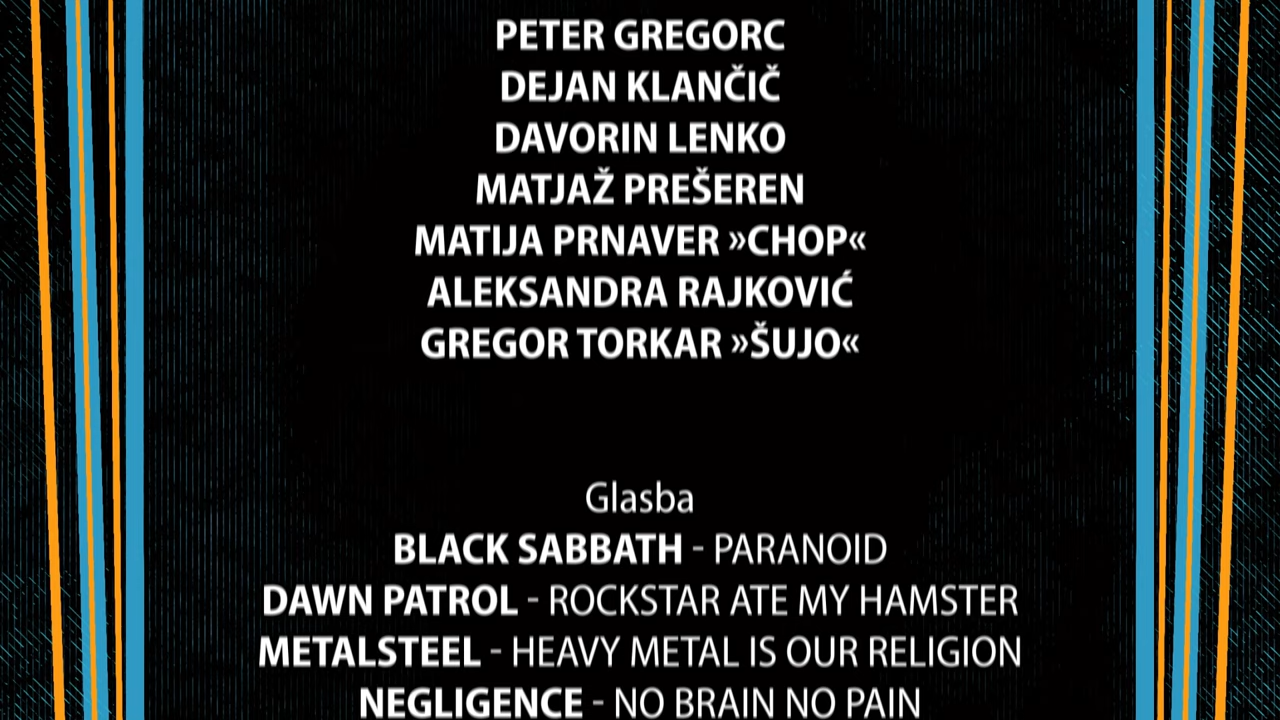 PETER GREGORC
DEJAN KLANČIČ
DAVORIN LENKO
MATJAŽ PREŠEREN
MATIJA PRNAVER »CHOP«
ALEKSANDRA RAJKOVIĆ
GREGOR TORKAR »ŠUJO«
Glasba
BLACK SABBATH - PARANOID
DAWN PATROL - ROCKSTAR ATE MY HAMSTER
METALSTEEL - HEAVY METAL IS OUR RELIGION
NEGLIGENCE - NO BRAIN NO PAIN